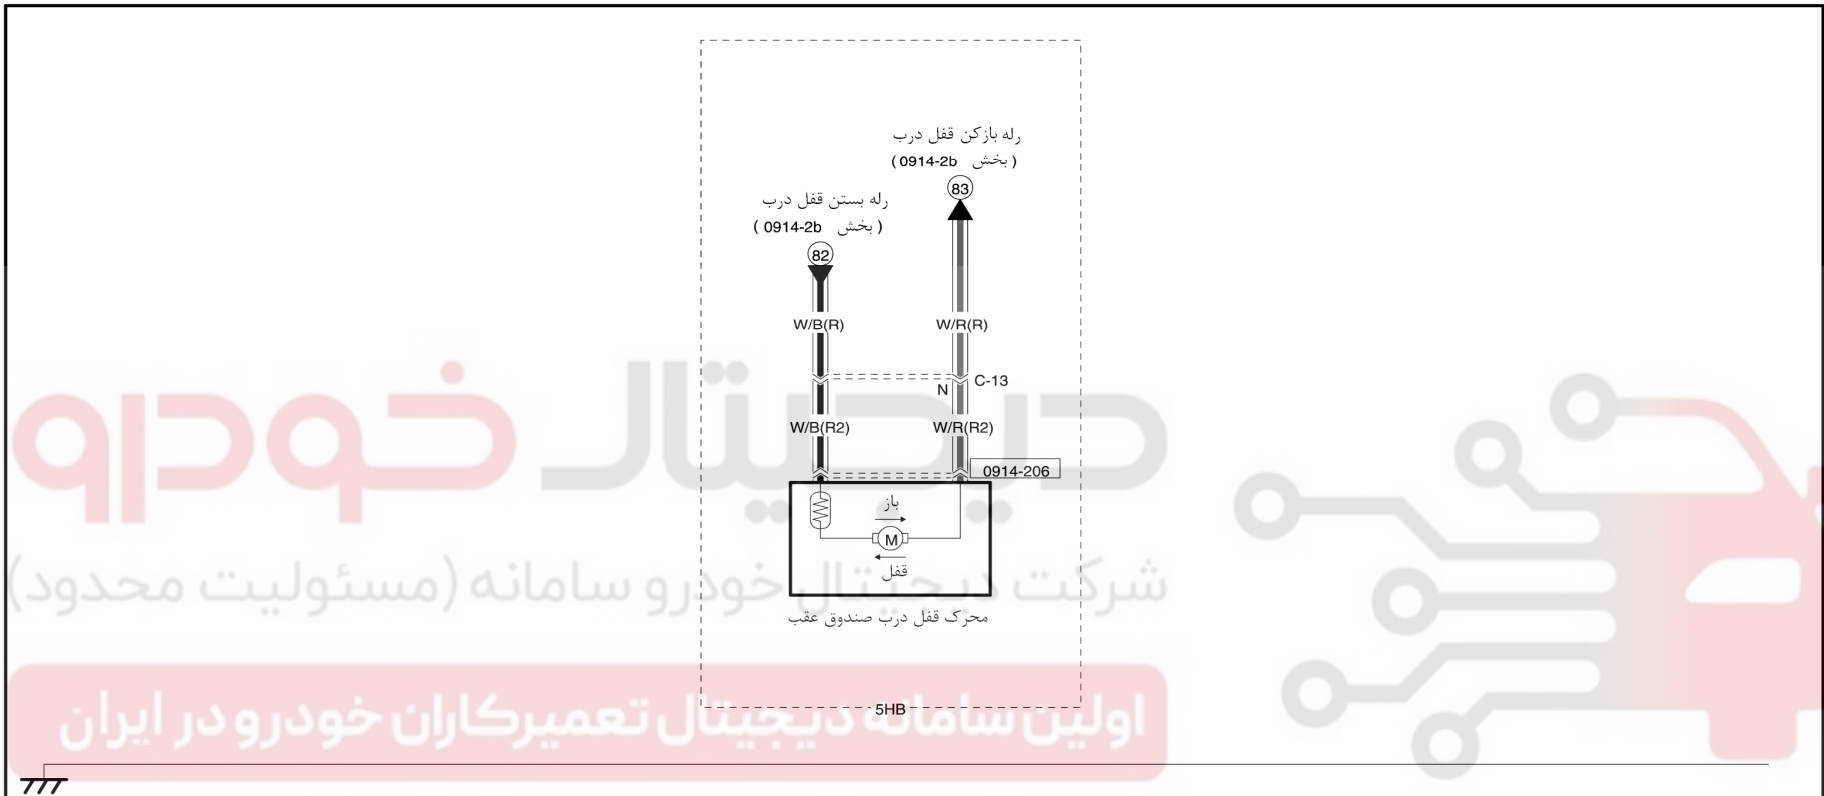 رله بازکن قفل درب
( بخش 0914-2b )
83
رله بستن قفل درب
( بخش 0914-2b )
82
W/B(R)
W/R(R)
C-13
N
W/B(R2)
W/R(R2)
0914-206
باز
M
قفل
محرک قفل درب صندوق عقب
5HB
دیجیتال خودرو
شرکت دیجیتال خودرو سامانه (مسئولیت محدود)
اولین سامانه دیجیتال تعمیرکاران خودرو در ایران